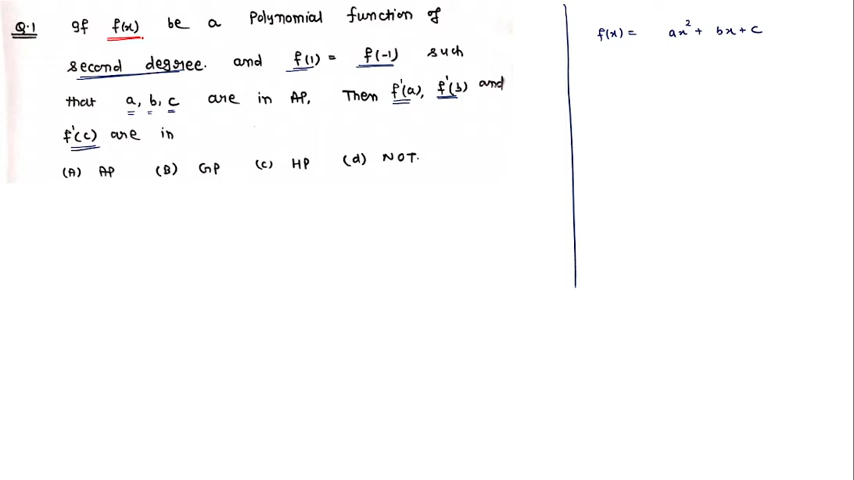 Q.1 If f(x) be a Polynomial function of
second degree. and f(1) = f(-1) such
that a, b, c are in AP, Then f'(a), f'(b) and
f'(c) are in
(A) AP (B) GP (c) HP (d) NOT.
f(x) = ax² + bx + c